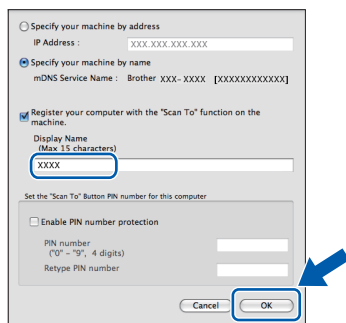 Specify your machine by address
IP Address :
XXX.XXX.XXX.XXX
Specify your machine by name
mDNS Service Name : Brother XXX-XXXX [XXXXXXXXXXXX]
Register your computer with the "Scan To" function on the
machine.
Display Name
(Max 15 characters)
XXXX
Set the "Scan To" Button PIN number for this computer
Enable PIN number protection
PIN number
("0" – "9", 4 digits)
Retype PIN number
Cancel
OK